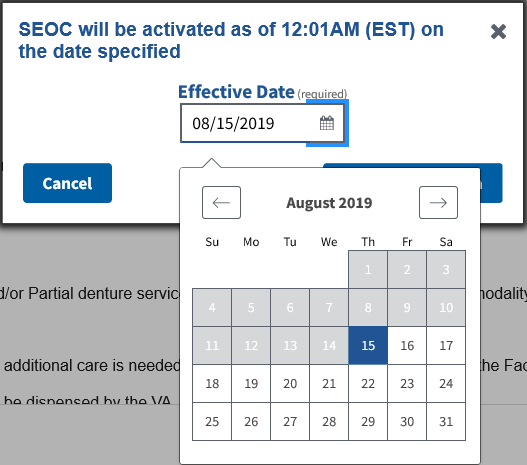 SEOC will be activated as of 12:01AM (EST) on
the date specified
Effective Date (required)
08/15/2019
Cancel
August 2019
Su Mo Tu We Th Fr Sa
1 2 3
d/or Partial denture servic
4 5 6 7 8 9 10
11 12 13 14 15 16 17
additional care is needed
the Fac
18 19 20 21 22 23 24
be dispensed by the VA
25 26 27 28 29 30 31